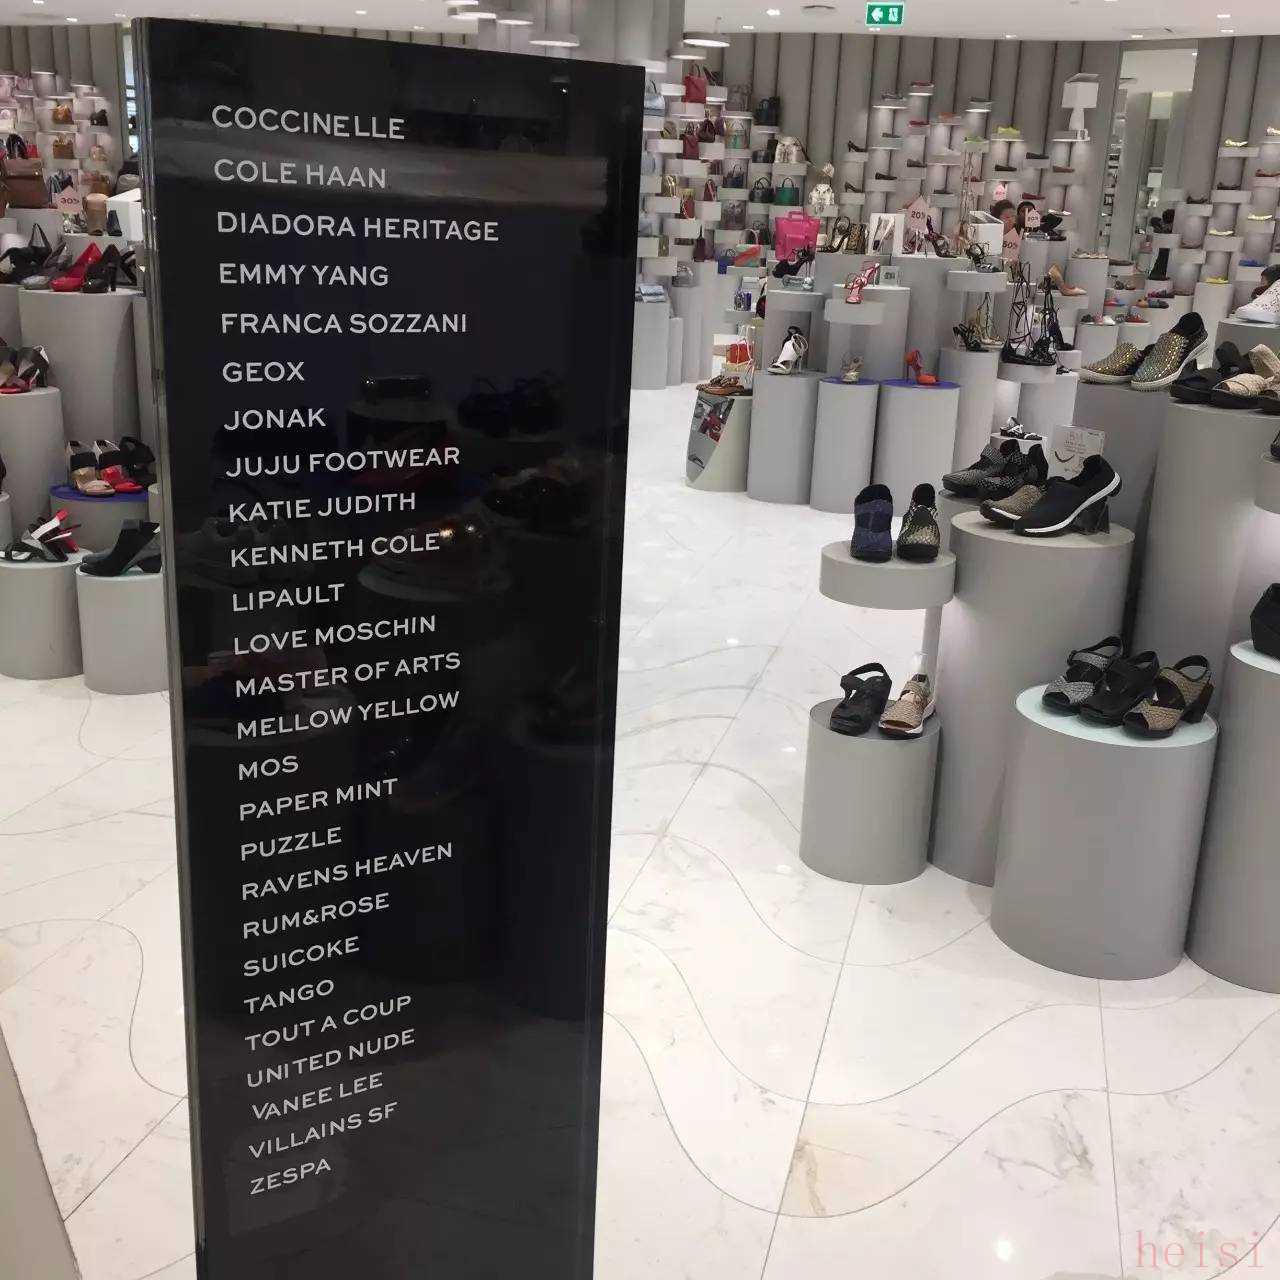 COCCINELLE
COLE HAAN
DIADORA HERITAGE
EMMY YANG
FRANCA SOZZANI
GEOX
JONAK
JUJU FOOTWEAR
KATIE JUDITH
KENNETH COLE
LIPAULT
LOVE MOSCHIN
MASTER OF ARTS
MELLOW YELLOW
MOS
PAPER MINT
PUZZLE
RAVENS HEAVEN
RUM&ROSE
SUICOKE
TANGO
TOUT A COUP
UNITED NUDE
VANEE LEE
VILLAINS SF
ZESPA
30%
20%
heisi